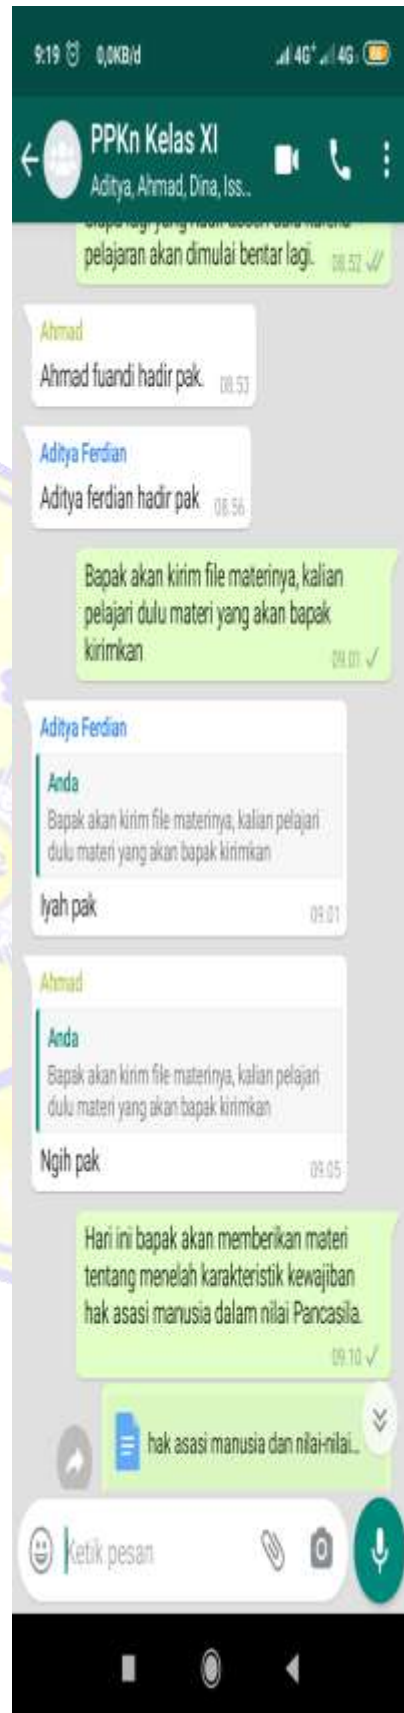 9:19 0,0KB/d 4G+ 4G
PPKn Kelas XI
Aditya, Ahmad, Dina, Iss...
pelajaran akan dimulai bentar lagi. 08.52
Ahmad
Ahmad fuandi hadir pak. 08.53
Aditya Ferdian
Aditya ferdian hadir pak 08.56
Bapak akan kirim file materinya, kalian
pelajari dulu materi yang akan bapak
kirimkan 09.01
Aditya Ferdian
Anda
Bapak akan kirim file materinya, kalian pelajari
dulu materi yang akan bapak kirimkan
Iyah pak 09.01
Ahmad
Anda
Bapak akan kirim file materinya, kalian pelajari
dulu materi yang akan bapak kirimkan
Ngih pak 09.05
Hari ini bapak akan memberikan materi
tentang menelah karakteristik kewajiban
hak asasi manusia dalam nilai Pancasila.
09.10
hak asasi manusia dan nilai-nilai...
Ketik pesan